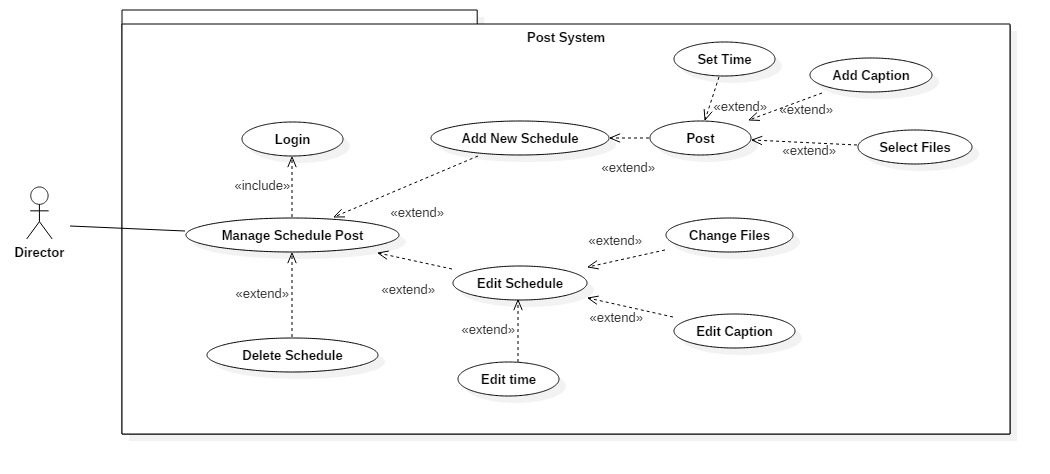 Post System
Set Time
Add Caption
«extend»
«extend»
Login
Add New Schedule
Post
Select Files
«extend»
«extend»
«include»
«extend»
Director
Manage Schedule Post
Change Files
«extend»
«extend»
«extend»
Edit Schedule
«extend»
«extend»
Edit Caption
Delete Schedule
Edit time